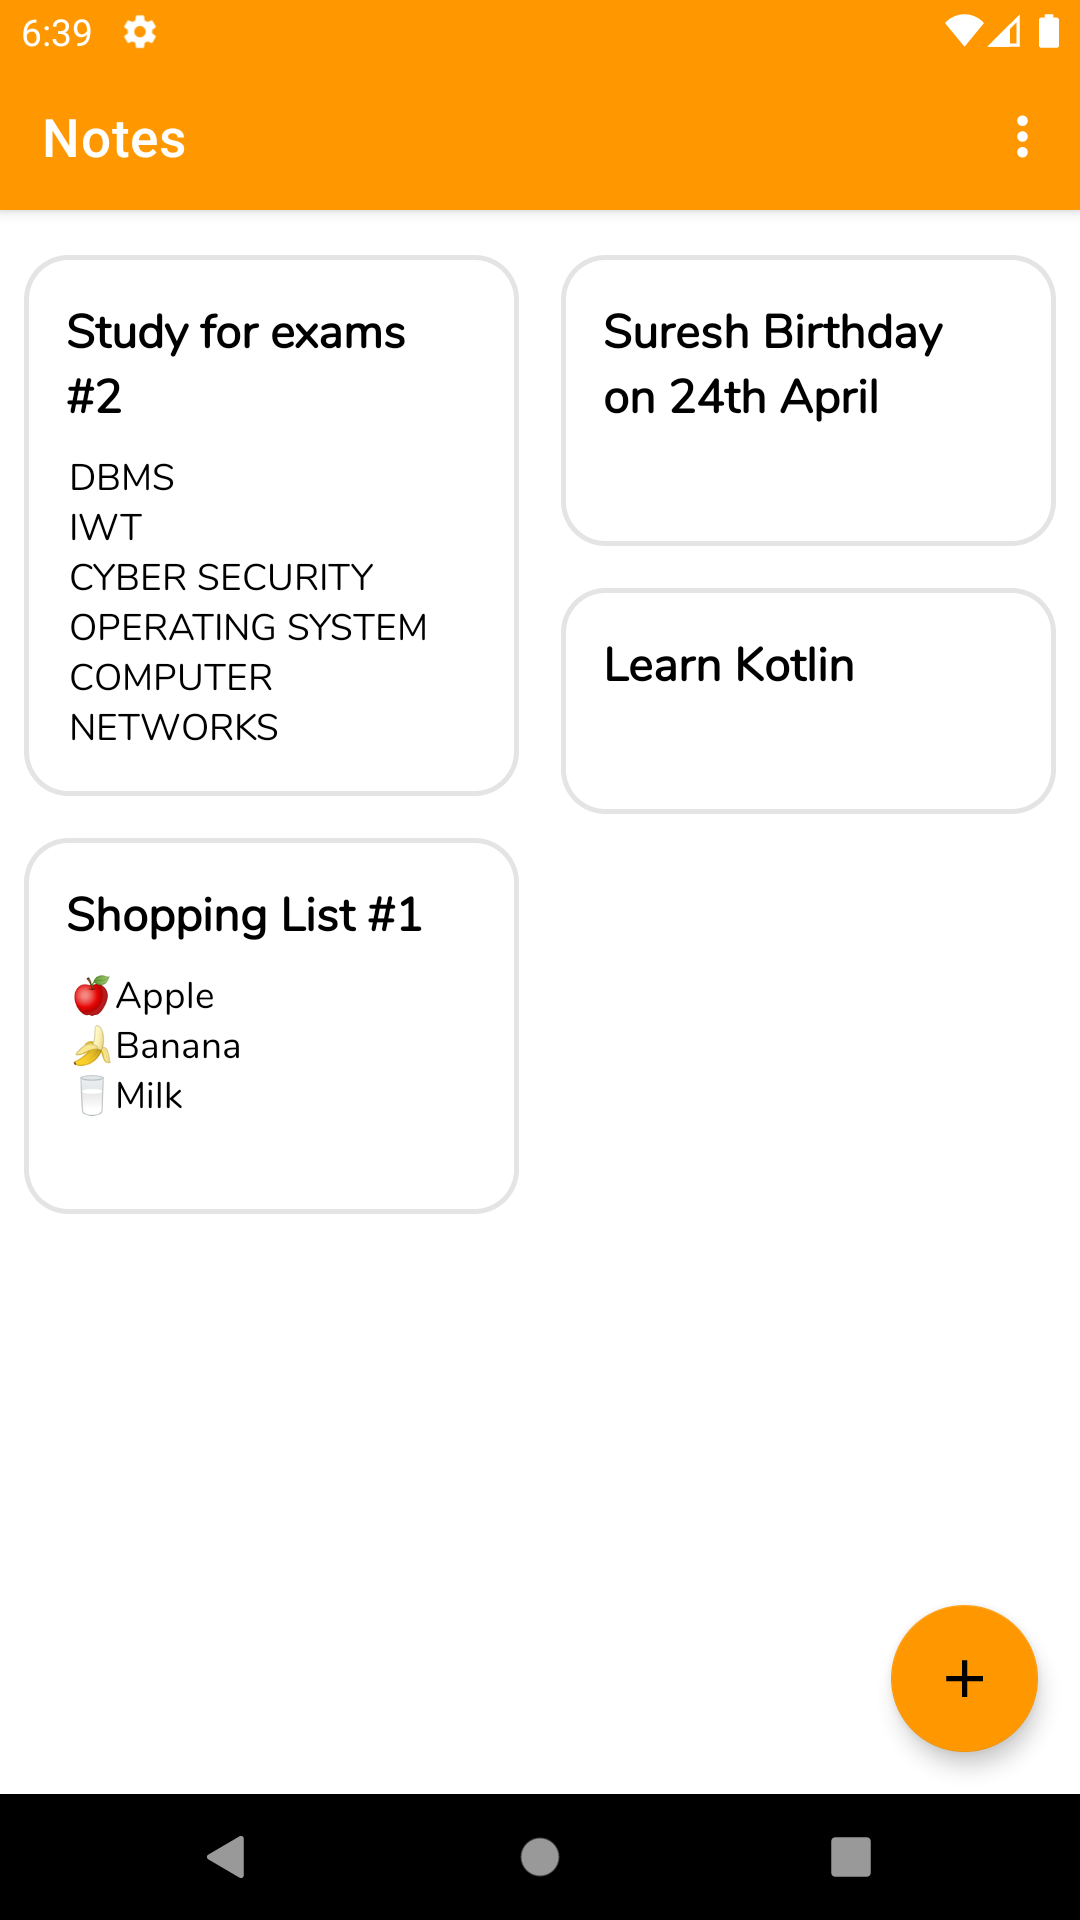 6:39
Notes
Study for exams
#2
DBMS
IWT
CYBER SECURITY
OPERATING SYSTEM
COMPUTER
NETWORKS
Suresh Birthday
on 24th April
Learn Kotlin
Shopping List #1
🍎Apple
🍌Banana
🥛Milk